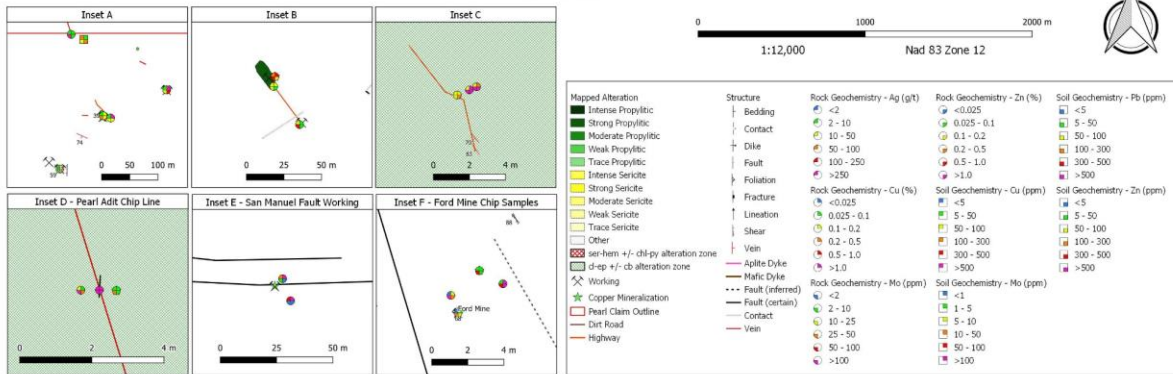 Inset A
39
74
59
0 50 100 m
Inset B
0 25 50 m
Inset C
70
83
0 2 4 m
Inset D - Pearl Adit Chip Line
0 2 4 m
Inset E - San Manuel Fault Working
0 25 50 m
Inset F - Ford Mine Chip Samples
88
Ford Mine
0 4 m
0 1000 2000 m
1:12,000 Nad 83 Zone 12
Mapped Alteration
Intense Propylitic
Strong Propylitic
Moderate Propylitic
Weak Propylitic
Trace Propylitic
Intense Sericite
Strong Sericite
Moderate Sericite
Weak Sericite
Trace Sericite
Other
ser-hem +/- chl-py alteration zone
cl-ep +/- cb alteration zone
Working
Copper Mineralization
Pearl Claim Outline
Dirt Road
Highway
Structure
Bedding
Contact
Dike
Fault
Foliation
Fracture
Lineation
Shear
Vein
Aplite Dyke
Mafic Dyke
Fault (inferred)
Fault (certain)
Contact
Vein
Rock Geochemistry - Ag (g/t)
<2
2 - 10
10 - 50
50 - 100
100 - 250
>250
Rock Geochemistry - Cu (%)
<0.025
0.025 - 0.1
0.1 - 0.2
0.2 - 0.5
0.5 - 1.0
>1.0
Rock Geochemistry - Mo (ppm)
<2
2 - 10
10 - 25
25 - 50
50 - 100
>100
Rock Geochemistry - Zn (%)
<0.025
0.025 - 0.1
0.1 - 0.2
0.2 - 0.5
0.5 - 1.0
>1.0
Soil Geochemistry - Cu (ppm)
<5
5 - 50
50 - 100
100 - 300
300 - 500
>500
Soil Geochemistry - Mo (ppm)
<1
1 - 5
5 - 10
10 - 50
50 - 100
>100
Soil Geochemistry - Pb (ppm)
<5
5 - 50
50 - 100
100 - 300
300 - 500
>500
Soil Geochemistry - Zn (ppm)
<5
5 - 50
50 - 100
100 - 300
300 - 500
>500